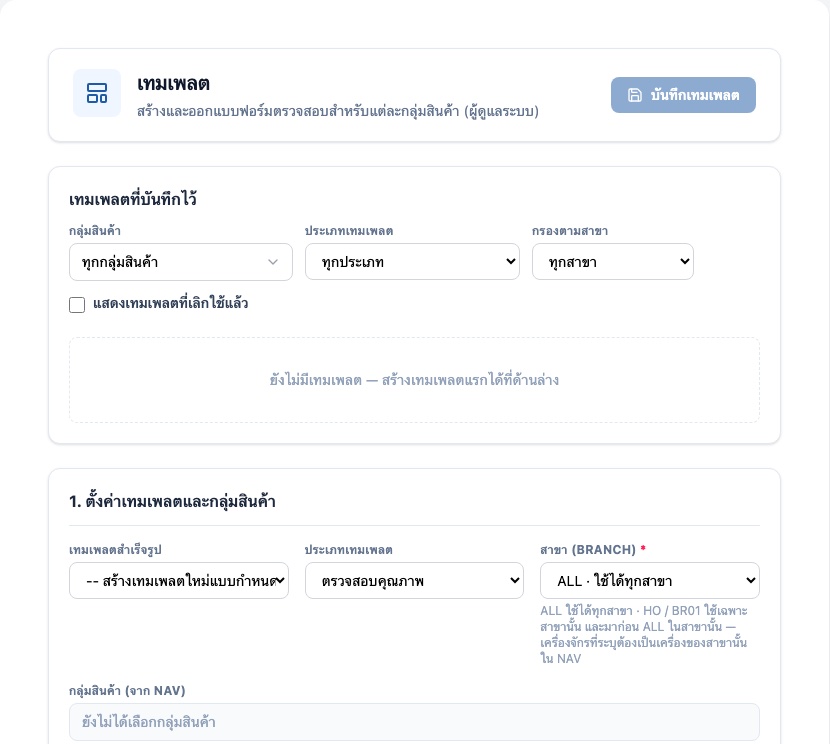 เทมเพลต
สร้างและออกแบบฟอร์มตรวจสอบสำหรับแต่ละกลุ่มสินค้า (ผู้ดูแลระบบ)
บันทึกเทมเพลต
เทมเพลตที่บันทึกไว้
กลุ่มสินค้า
ประเภทเทมเพลต
กรองตามสาขา
ทุกกลุ่มสินค้า
ทุกประเภท
ทุกสาขา
แสดงเทมเพลตที่เลิกใช้แล้ว
ยังไม่มีเทมเพลต — สร้างเทมเพลตแรกได้ที่ด้านล่าง
1. ตั้งค่าเทมเพลตและกลุ่มสินค้า
เทมเพลตสำเร็จรูป
ประเภทเทมเพลต
สาขา (BRANCH) *
-- สร้างเทมเพลตใหม่แบบกำหนด
ตรวจสอบคุณภาพ
ALL · ใช้ได้ทุกสาขา
ALL ใช้ได้ทุกสาขา · HO / BR01 ใช้เฉพาะ
สาขานั้น และมาก่อน ALL ในสาขานั้น —
เครื่องจักรที่ระบุต้องเป็นเครื่องของสาขานั้น
ใน NAV
กลุ่มสินค้า (จาก NAV)
ยังไม่ได้เลือกกลุ่มสินค้า